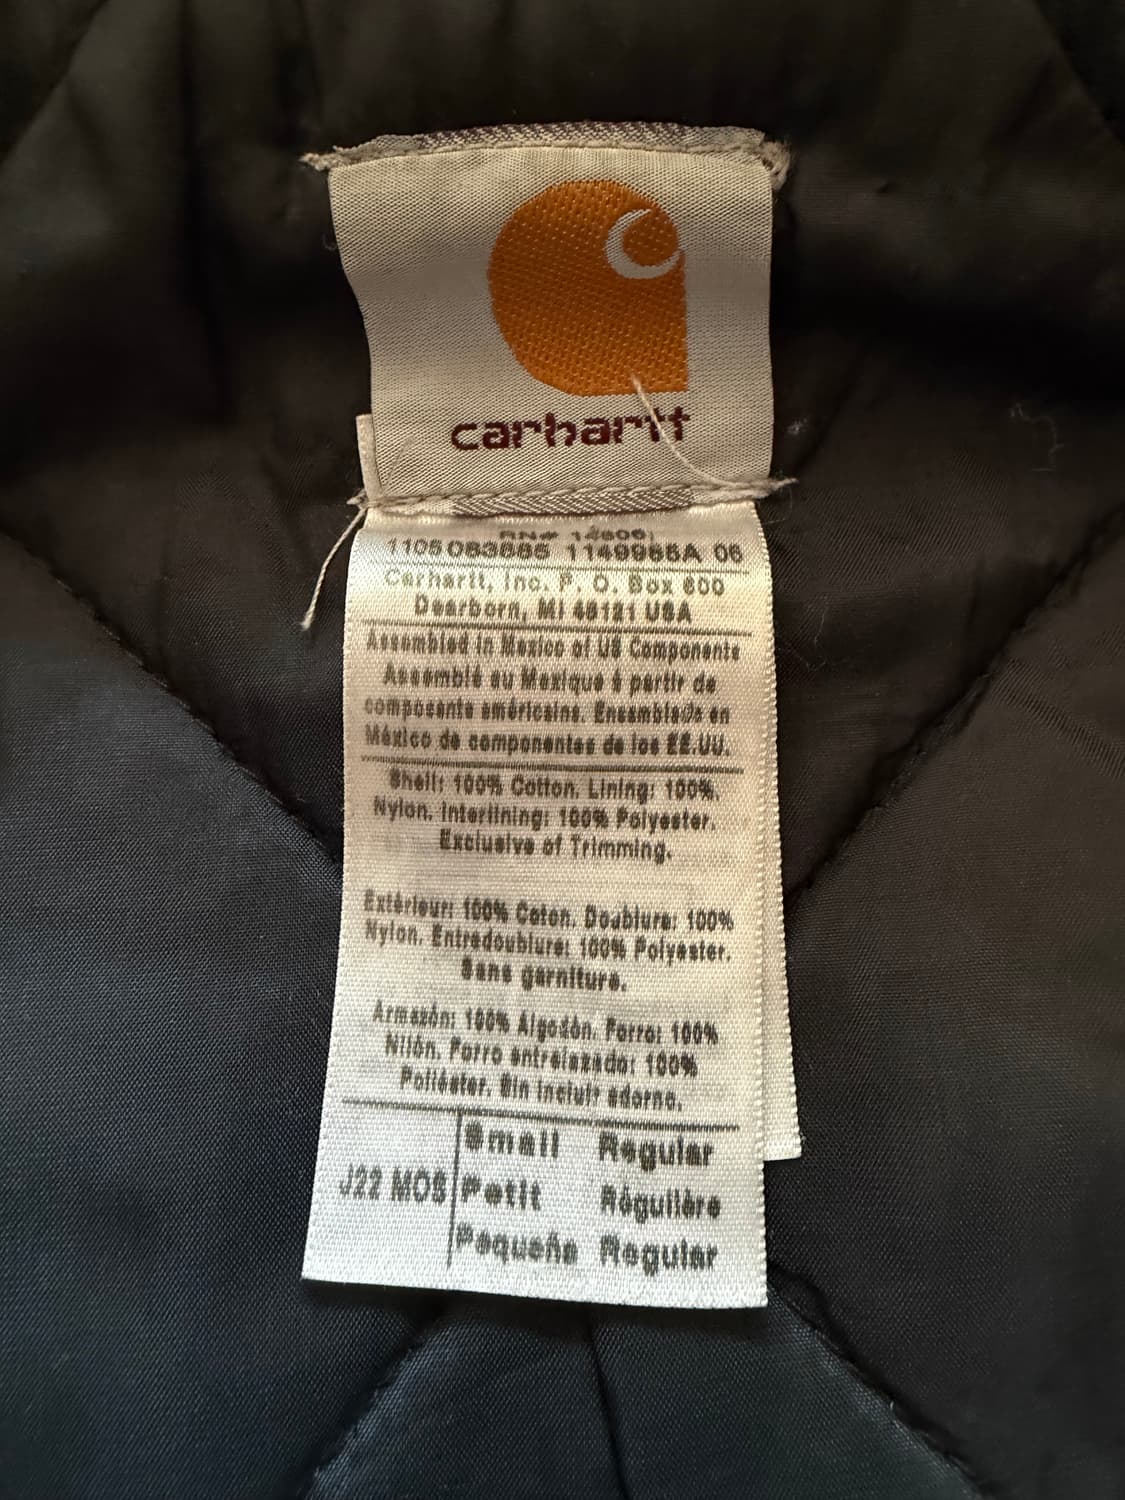 carhartt
RN# 14806
1105083685 1149985A 06
Carhartt, Inc. P. O. Box 600
Dearborn, MI 48121 USA
Assembled in Mexico of US Components
Assemblé au Mexique à partir de
composants américains. Ensamblada en
México de componentes de los EE.UU.
Shell: 100% Cotton. Lining: 100%.
Nylon. Interlining: 100% Polyester.
Exclusive of Trimming.
Extérieur: 100% Coton. Doublure: 100%
Nylon. Entredoublure: 100% Polyester.
Sans garniture.
Armazón: 100% Algodón. Forro: 100%
Nilón. Forro entrelazado: 100%
Poliéster. Sin incluir adorno.
Small Regular
J22 MOS Petit Régulière
Pequeña Regular